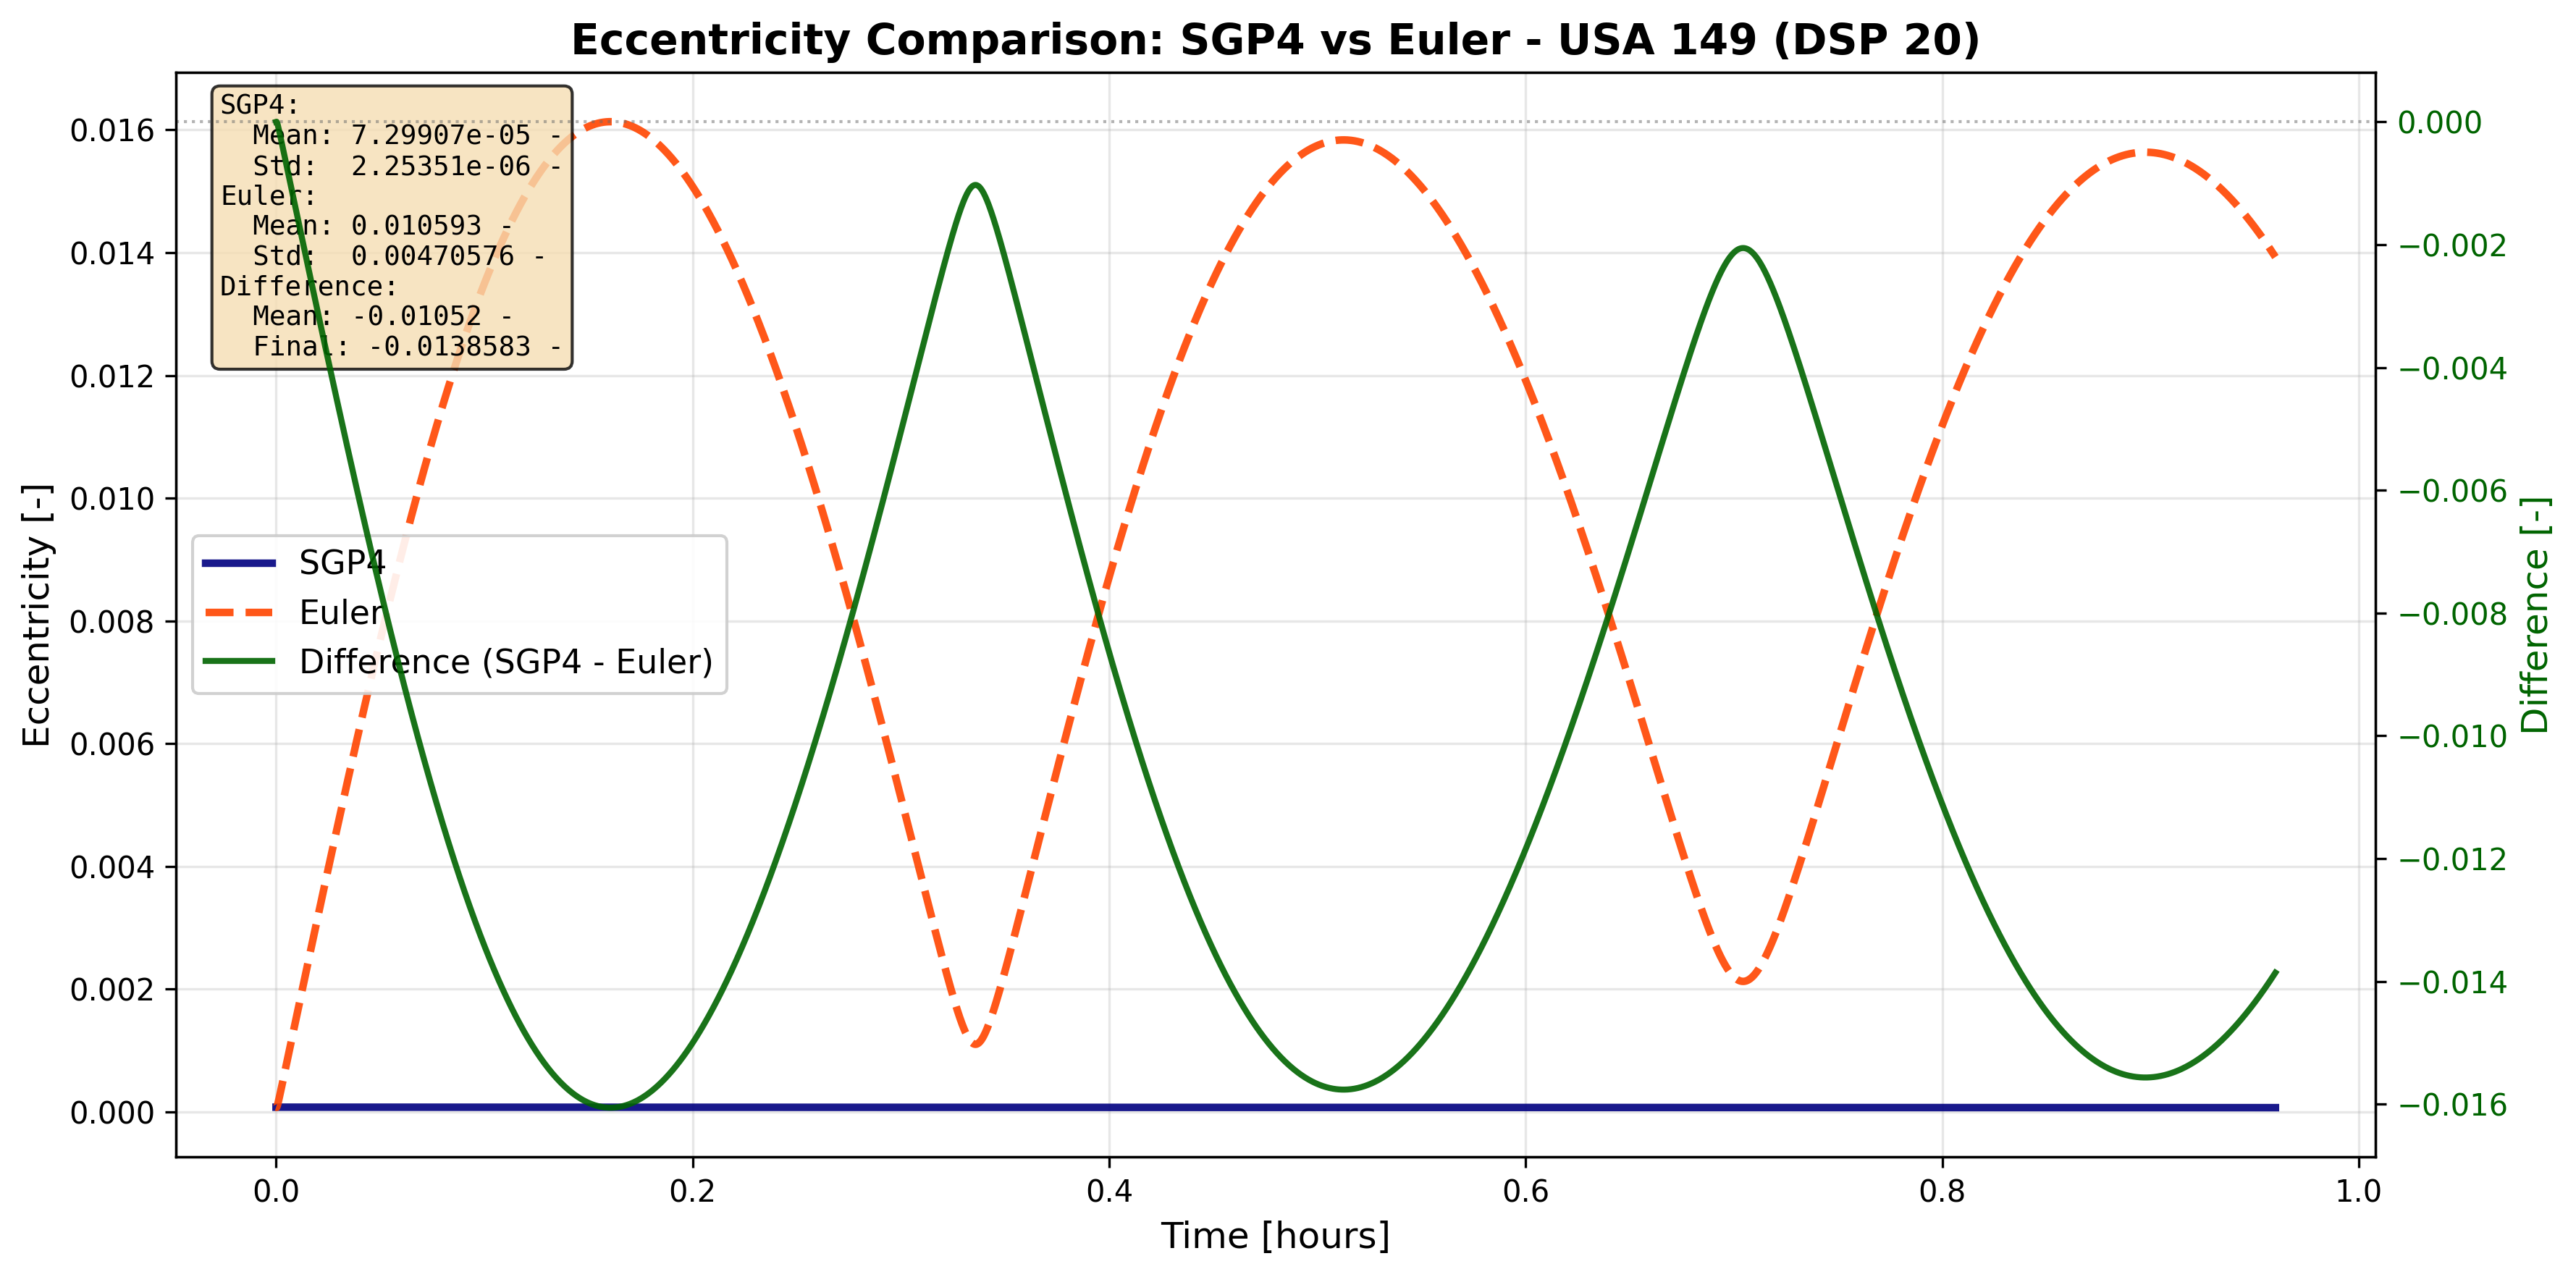 Eccentricity Comparison: SGP4 vs Euler - USA 149 (DSP 20)
SGP4:
Mean: 7.29907e-05 -
Std: 2.25351e-06 -
Euler:
Mean: 0.010593 -
Std: 0.00470576 -
Difference:
Mean: -0.01052 -
Final: -0.0138583 -
SGP4
Euler
Difference (SGP4 - Euler)
Eccentricity [-]
0.016
0.014
0.012
0.010
0.008
0.006
0.004
0.002
0.000
0.000
−0.002
−0.004
−0.006
−0.008
−0.010
−0.012
−0.014
−0.016
Difference [-]
0.0
0.2
0.4
0.6
0.8
1.0
Time [hours]